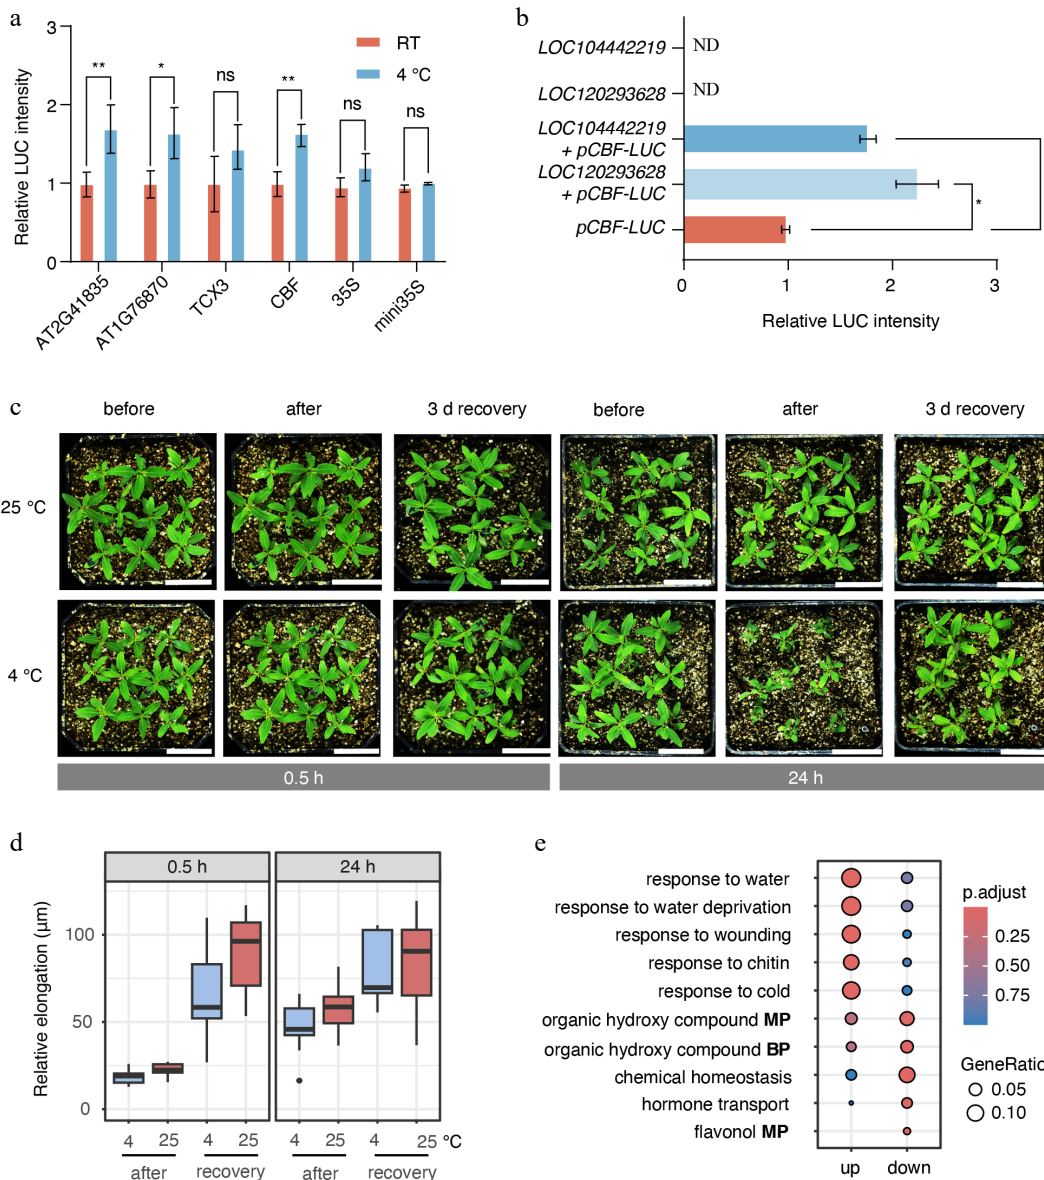 a
3
2
1
0
Relative LUC intensity
RT
4 °C
**
*
ns
**
ns
ns
AT2G41835
AT1G76870
TCX3
CBF
35S
mini35S
b
LOC104442219
ND
LOC120293628
ND
LOC104442219
+ pCBF-LUC
LOC120293628
+ pCBF-LUC
pCBF-LUC
*
0
1
2
3
Relative LUC intensity
c
before
after
3 d recovery
before
after
3 d recovery
25 °C
4 °C
0.5 h
24 h
d
0.5 h
24 h
Relative elongation (µm)
100
50
0
4
25
4
25
4
25
4
25
°C
after
recovery
after
recovery
e
response to water
response to water deprivation
response to wounding
response to chitin
response to cold
organic hydroxy compound MP
organic hydroxy compound BP
chemical homeostasis
hormone transport
flavonol MP
up
down
p.adjust
0.25
0.50
0.75
GeneRatio
0.05
0.10